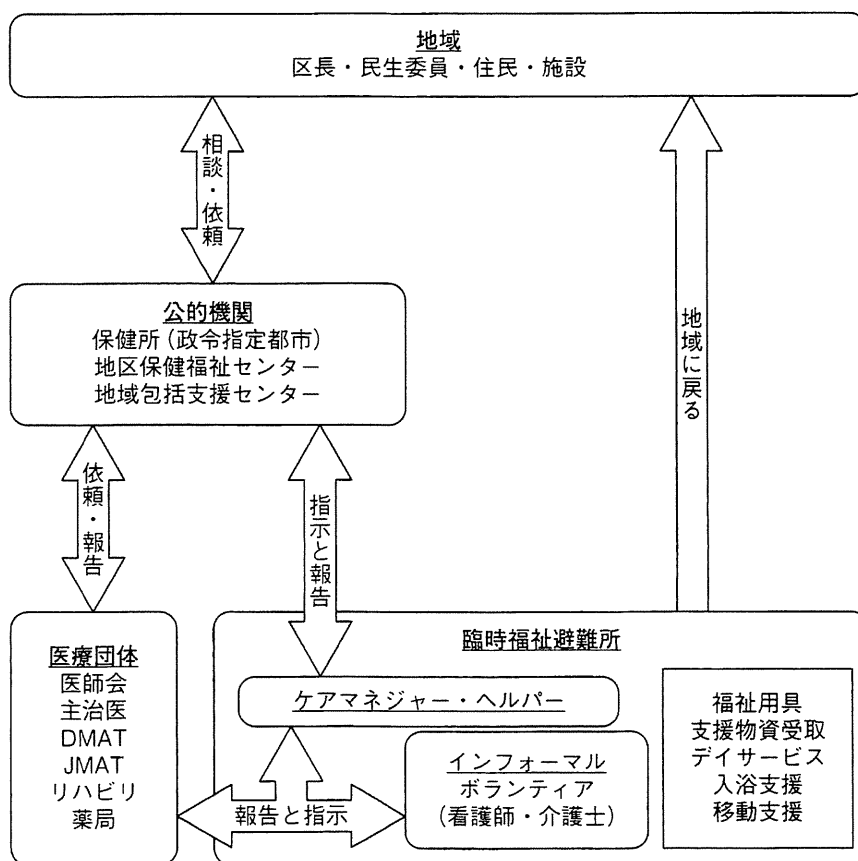 地域
区長・民生委員・住民・施設
相談・依頼
公的機関
保健所（政令指定都市）
地区保健福祉センター
地域包括支援センター
地域に戻る
依頼・報告
指示と報告
医療団体
医師会
主治医
DMAT
JMAT
リハビリ
薬局
臨時福祉避難所
ケアマネジャー・ヘルパー
インフォーマル
ボランティア
（看護師・介護士）
報告と指示
福祉用具
支援物資受取
デイサービス
入浴支援
移動支援